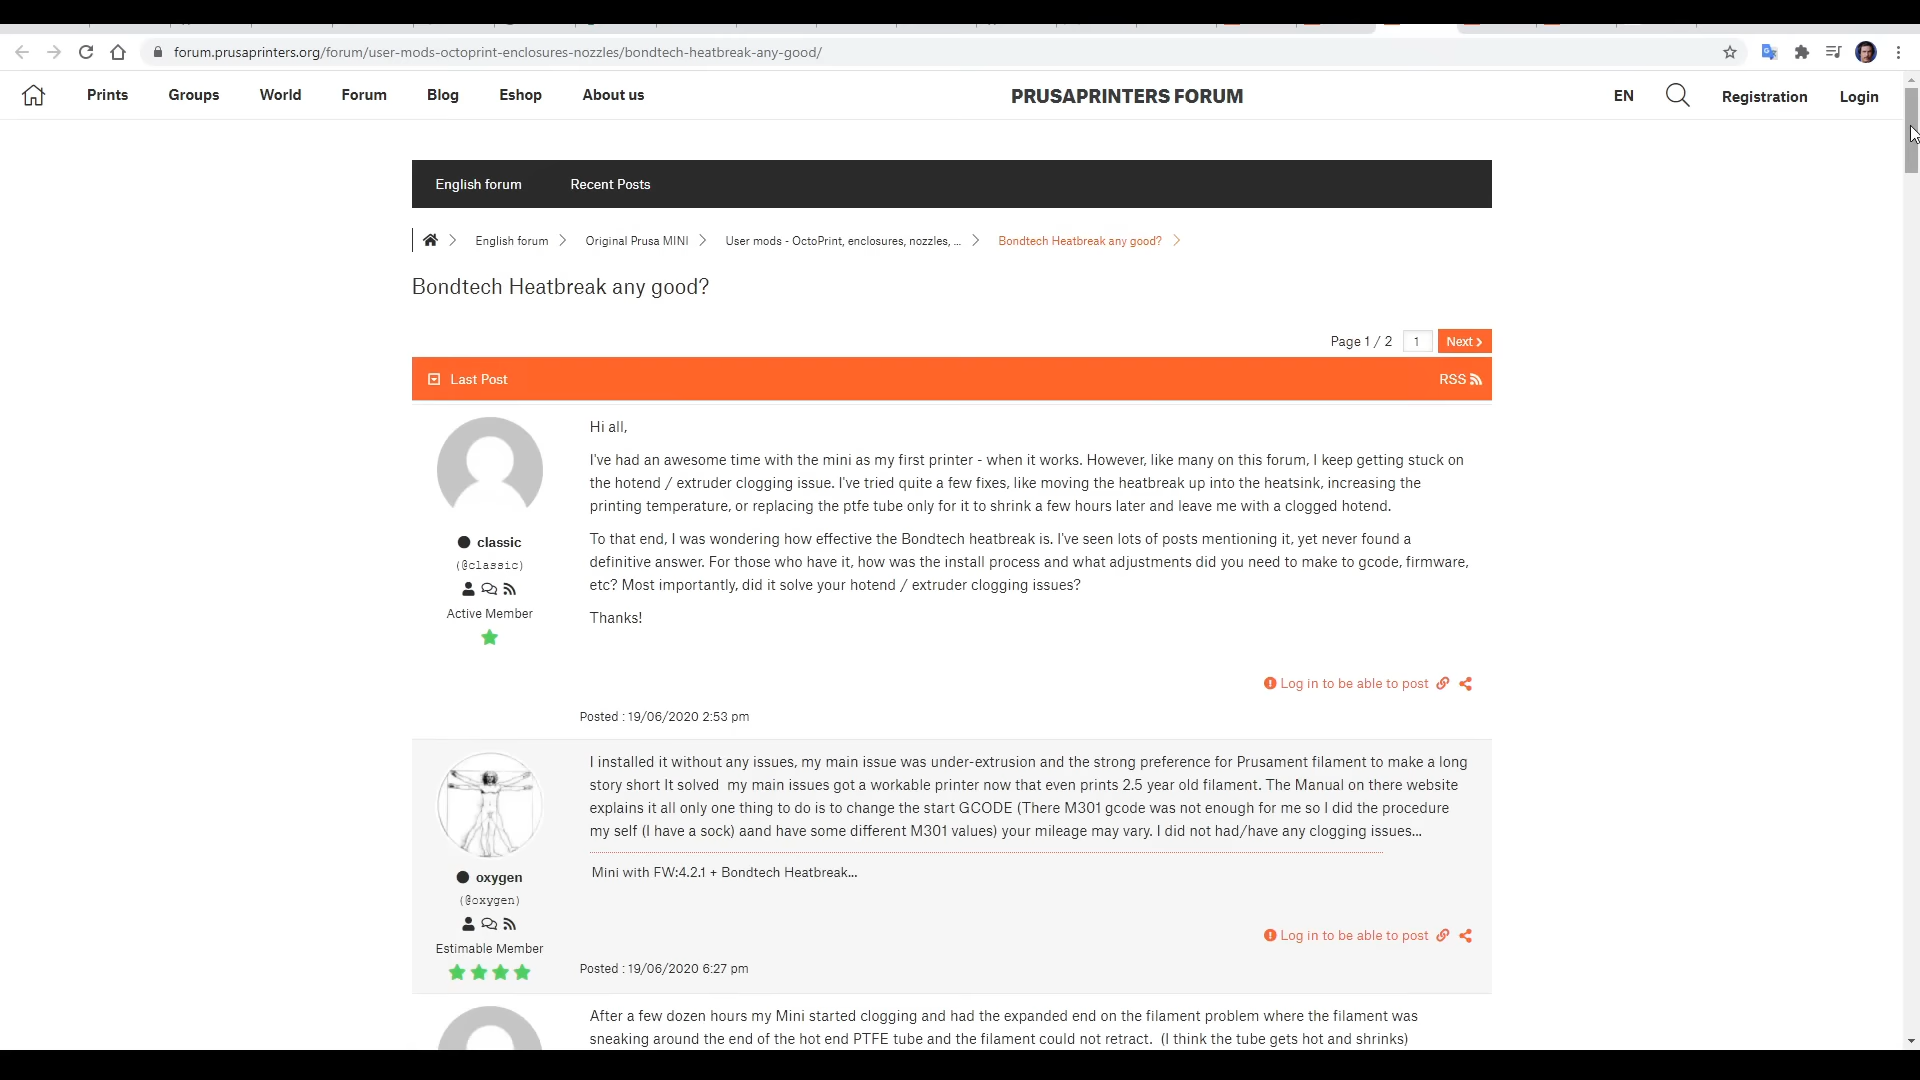 forum.prusaprinters.org/forum/user-mods-octoprint-enclosures-nozzles/bondtech-heatbreak-any-good/
Prints Groups World Forum Blog Eshop About us PRUSAPRINTERS FORUM EN Registration Login
English forum Recent Posts
English forum Original Prusa MINI User mods - OctoPrint, enclosures, nozzles, ... Bondtech Heatbreak any good?
Bondtech Heatbreak any good?
Page 1 / 2 1 Next
Last Post RSS
Hi all,
I've had an awesome time with the mini as my first printer - when it works. However, like many on this forum, I keep getting stuck on
the hotend / extruder clogging issue. I've tried quite a few fixes, like moving the heatbreak up into the heatsink, increasing the
printing temperature, or replacing the ptfe tube only for it to shrink a few hours later and leave me with a clogged hotend.
To that end, I was wondering how effective the Bondtech heatbreak is. I've seen lots of posts mentioning it, yet never found a
definitive answer. For those who have it, how was the install process and what adjustments did you need to make to gcode, firmware,
etc? Most importantly, did it solve your hotend / extruder clogging issues?
Thanks!
classic
(@classic)
Active Member
Log in to be able to post
Posted : 19/06/2020 2:53 pm
I installed it without any issues, my main issue was under-extrusion and the strong preference for Prusament filament to make a long
story short It solved my main issues got a workable printer now that even prints 2.5 year old filament. The Manual on there website
explains it all only one thing to do is to change the start GCODE (There M301 gcode was not enough for me so I did the procedure
my self (I have a sock) aand have some different M301 values) your mileage may vary. I did not had/have any clogging issues...
Mini with FW:4.2.1 + Bondtech Heatbreak...
oxygen
(@oxygen)
Estimable Member
Log in to be able to post
Posted : 19/06/2020 6:27 pm
After a few dozen hours my Mini started clogging and had the expanded end on the filament problem where the filament was
sneaking around the end of the hot end PTFE tube and the filament could not retract. (I think the tube gets hot and shrinks)